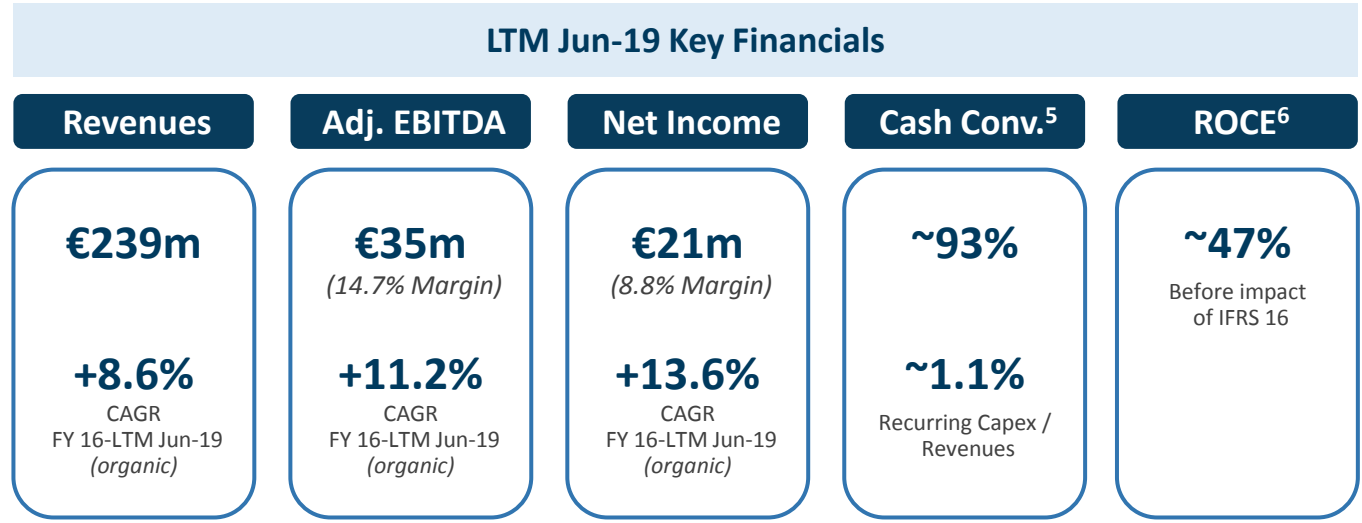 LTM Jun-19 Key Financials
Revenues
€239m
+8.6%
CAGR
FY 16-LTM Jun-19
(organic)
Adj. EBITDA
€35m
(14.7% Margin)
+11.2%
CAGR
FY 16-LTM Jun-19
(organic)
Net Income
€21m
(8.8% Margin)
+13.6%
CAGR
FY 16-LTM Jun-19
(organic)
Cash Conv.⁵
~93%
~1.1%
Recurring Capex /
Revenues
ROCE⁶
~47%
Before impact
of IFRS 16